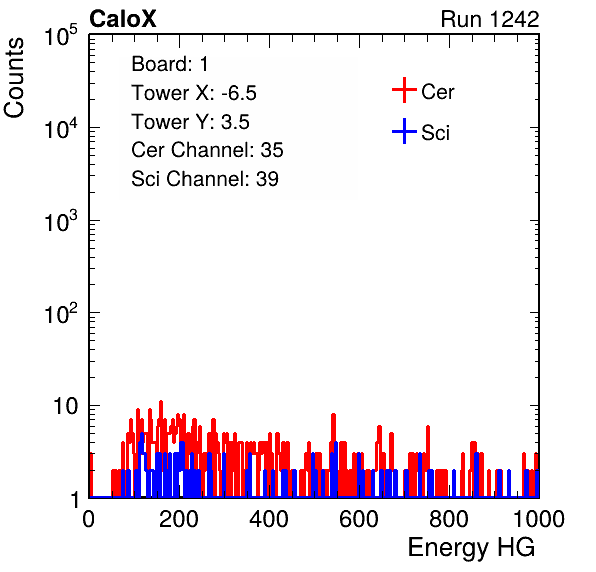 CaloX Run 1242
Counts
10^5
10^4
10^3
10^2
10
1
Board: 1
Tower X: -6.5
Tower Y: 3.5
Cer Channel: 35
Sci Channel: 39
Cer
Sci
0 200 400 600 800 1000
Energy HG